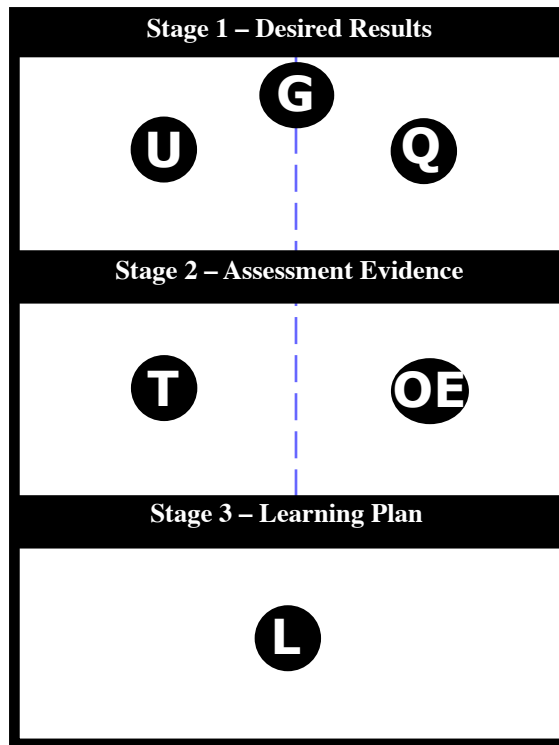 Stage 1 – Desired Results
G
U
Q
Stage 2 – Assessment Evidence
T
OE
Stage 3 – Learning Plan
L